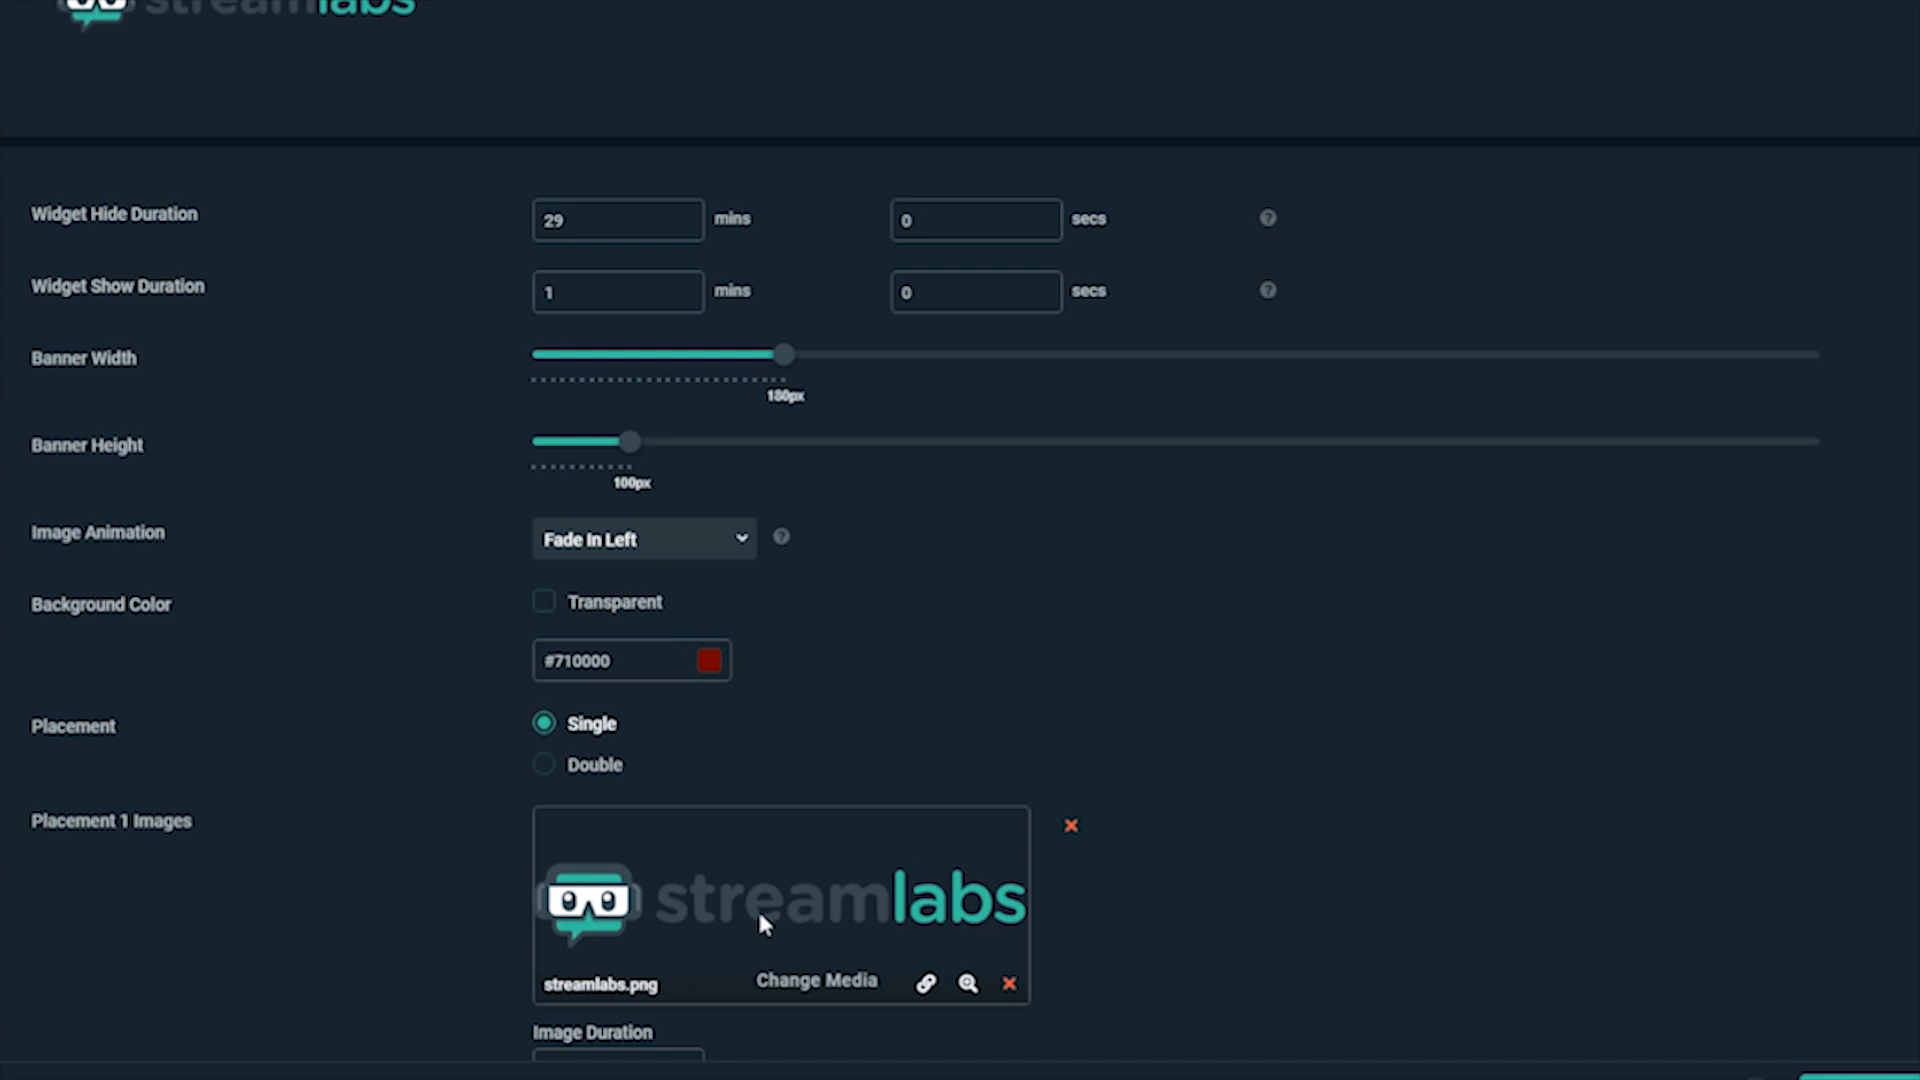 streamlabs
Widget Hide Duration 29 mins 0 secs ?
Widget Show Duration 1 mins 0 secs ?
Banner Width
180px
Banner Height
100px
Image Animation Fade In Left ?
Background Color Transparent
#710000
Placement Single
Double
Placement 1 Images
streamlabs
streamlabs.png Change Media
Image Duration